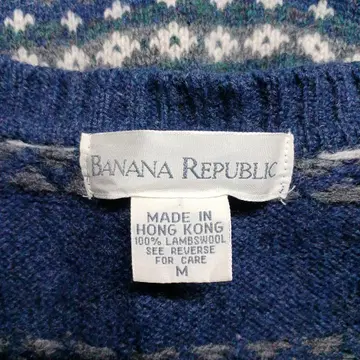 BANANA REPUBLIC
MADE IN
HONG KONG
100% LAMBSWOOL
SEE REVERSE
FOR CARE
M